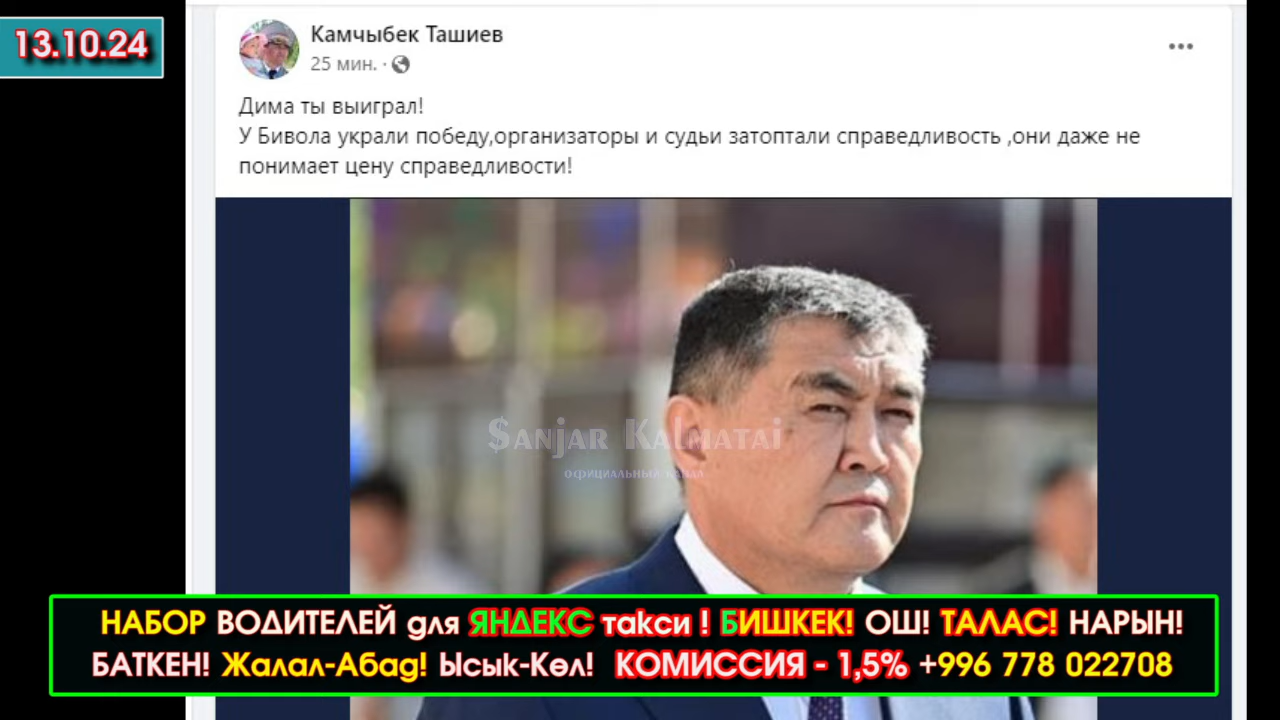 13.10.24
Камчыбек Ташиев
25 мин. ·
Дима ты выиграл!
У Бивола украли победу,организаторы и судьи затоптали справедливость ,они даже не
понимает цену справедливости!
Sanjar Kalmatai
официальный канал
НАБОР ВОДИТЕЛЕЙ для ЯНДЕКС такси ! БИШКЕК! ОШ! ТАЛАС! НАРЫН!
БАТКЕН! Жалал-Абад! Ысык-Көл! КОМИССИЯ - 1,5% +996 778 022708